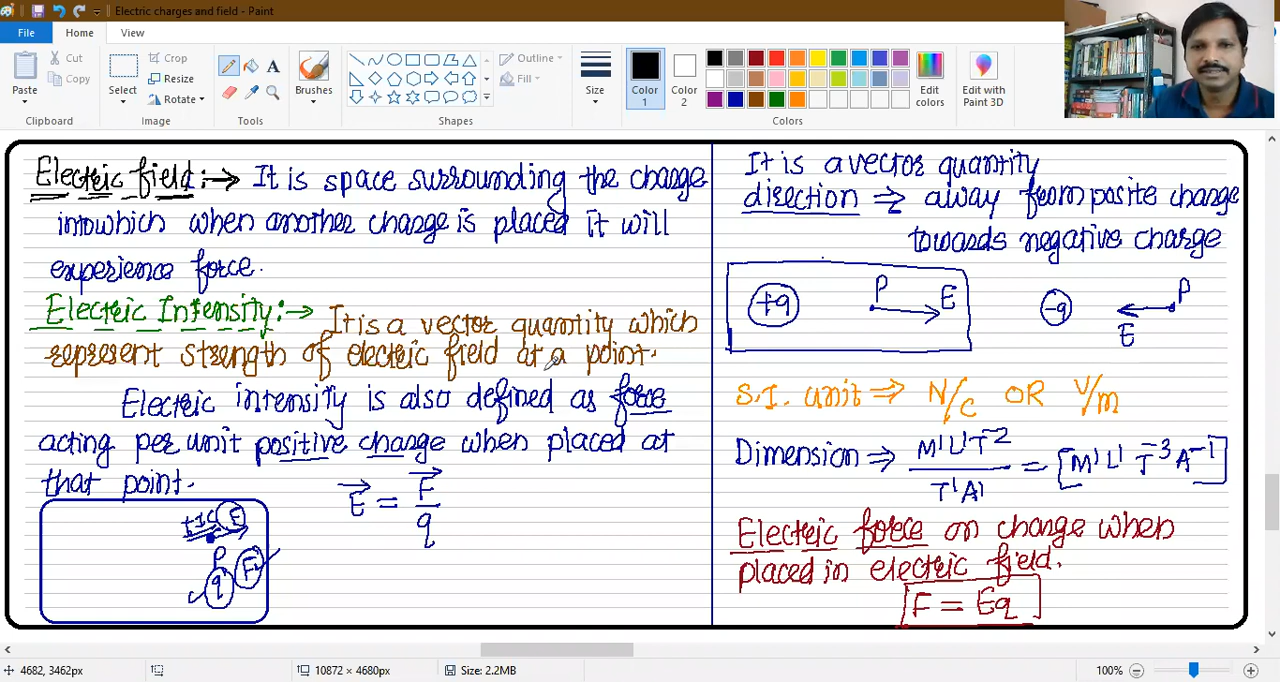 Electric charges and field - Paint
File
Home
View
Paste
Cut
Copy
Clipboard
Select
Crop
Resize
Rotate
Image
Tools
Brushes
Shapes
Outline
Fill
Size
Color 1
Color 2
Edit colors
Edit with Paint 3D
Colors
Electric field:→ It is space surrounding the charge
intowhich when another charge is placed it will
experience force.
Electric Intensity:→ It is a vector quantity which
represent strength of electric field at a point.
Electric intensity is also defined as force
acting per unit positive charge when placed at
that point.
E = F/q
+1C E
P
q F
It is a vector quantity
direction ⇒ away from posite charge
towards negative charge
+q P E
-q E P
S.I. unit ⇒ N/C OR V/m
Dimension ⇒ M¹L¹T⁻²/T¹A¹ = [M¹L¹T⁻³A⁻¹]
Electric force on charge when
placed in electric field.
F = Eq
4682, 3462px
10872 × 4680px
Size: 2.2MB
100%